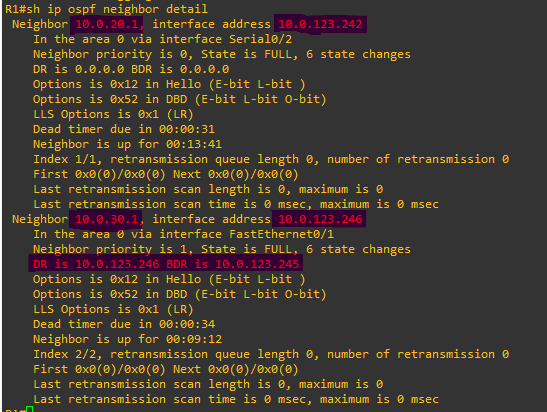 R1#sh ip ospf neighbor detail
Neighbor 10.0.20.1, interface address 10.0.123.242
In the area 0 via interface Serial0/2
Neighbor priority is 0, State is FULL, 6 state changes
DR is 0.0.0.0 BDR is 0.0.0.0
Options is 0x12 in Hello (E-bit L-bit )
Options is 0x52 in DBD (E-bit L-bit O-bit)
LLS Options is 0x1 (LR)
Dead timer due in 00:00:31
Neighbor is up for 00:13:41
Index 1/1, retransmission queue length 0, number of retransmission 0
First 0x0(0)/0x0(0) Next 0x0(0)/0x0(0)
Last retransmission scan length is 0, maximum is 0
Last retransmission scan time is 0 msec, maximum is 0 msec
Neighbor 10.0.30.1, interface address 10.0.123.246
In the area 0 via interface FastEthernet0/1
Neighbor priority is 1, State is FULL, 6 state changes
DR is 10.0.123.246 BDR is 10.0.123.245
Options is 0x12 in Hello (E-bit L-bit )
Options is 0x52 in DBD (E-bit L-bit O-bit)
LLS Options is 0x1 (LR)
Dead timer due in 00:00:34
Neighbor is up for 00:09:12
Index 2/2, retransmission queue length 0, number of retransmission 0
First 0x0(0)/0x0(0) Next 0x0(0)/0x0(0)
Last retransmission scan length is 0, maximum is 0
Last retransmission scan time is 0 msec, maximum is 0 msec
R1#